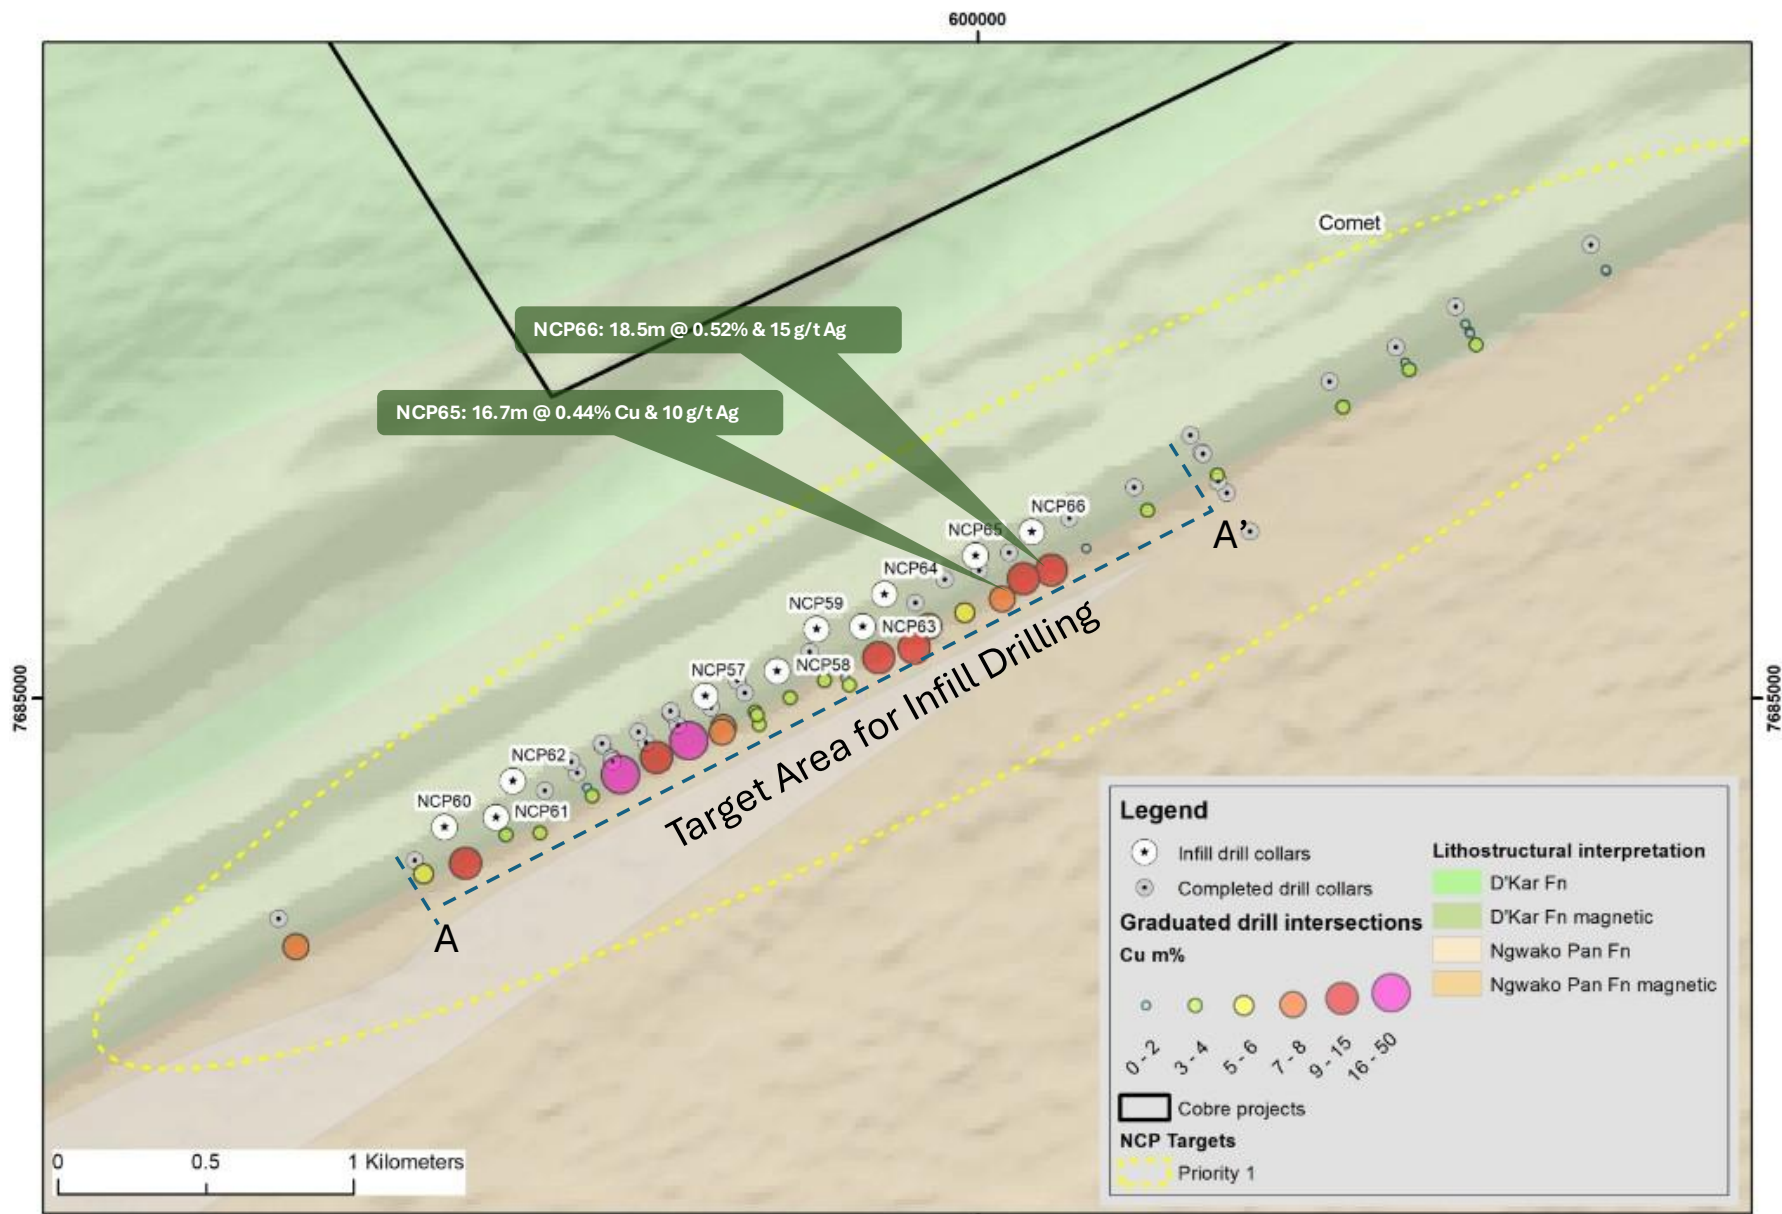 600000
Comet
NCP66: 18.5m @ 0.52% & 15 g/t Ag
NCP65: 16.7m @ 0.44% Cu & 10 g/t Ag
NCP66
NCP65
A'
NCP64
NCP59
NCP63
NCP58
NCP57
7685000
7685000
Target Area for Infill Drilling
NCP62
NCP60
NCP61
A
Legend
Infill drill collars
Completed drill collars
Graduated drill intersections
Cu m%
0 - 2
3 - 4
5 - 6
7 - 8
9 - 15
16 - 50
Cobre projects
NCP Targets
Priority 1
Lithostructural interpretation
D'Kar Fn
D'Kar Fn magnetic
Ngwako Pan Fn
Ngwako Pan Fn magnetic
0 0.5 1 Kilometers